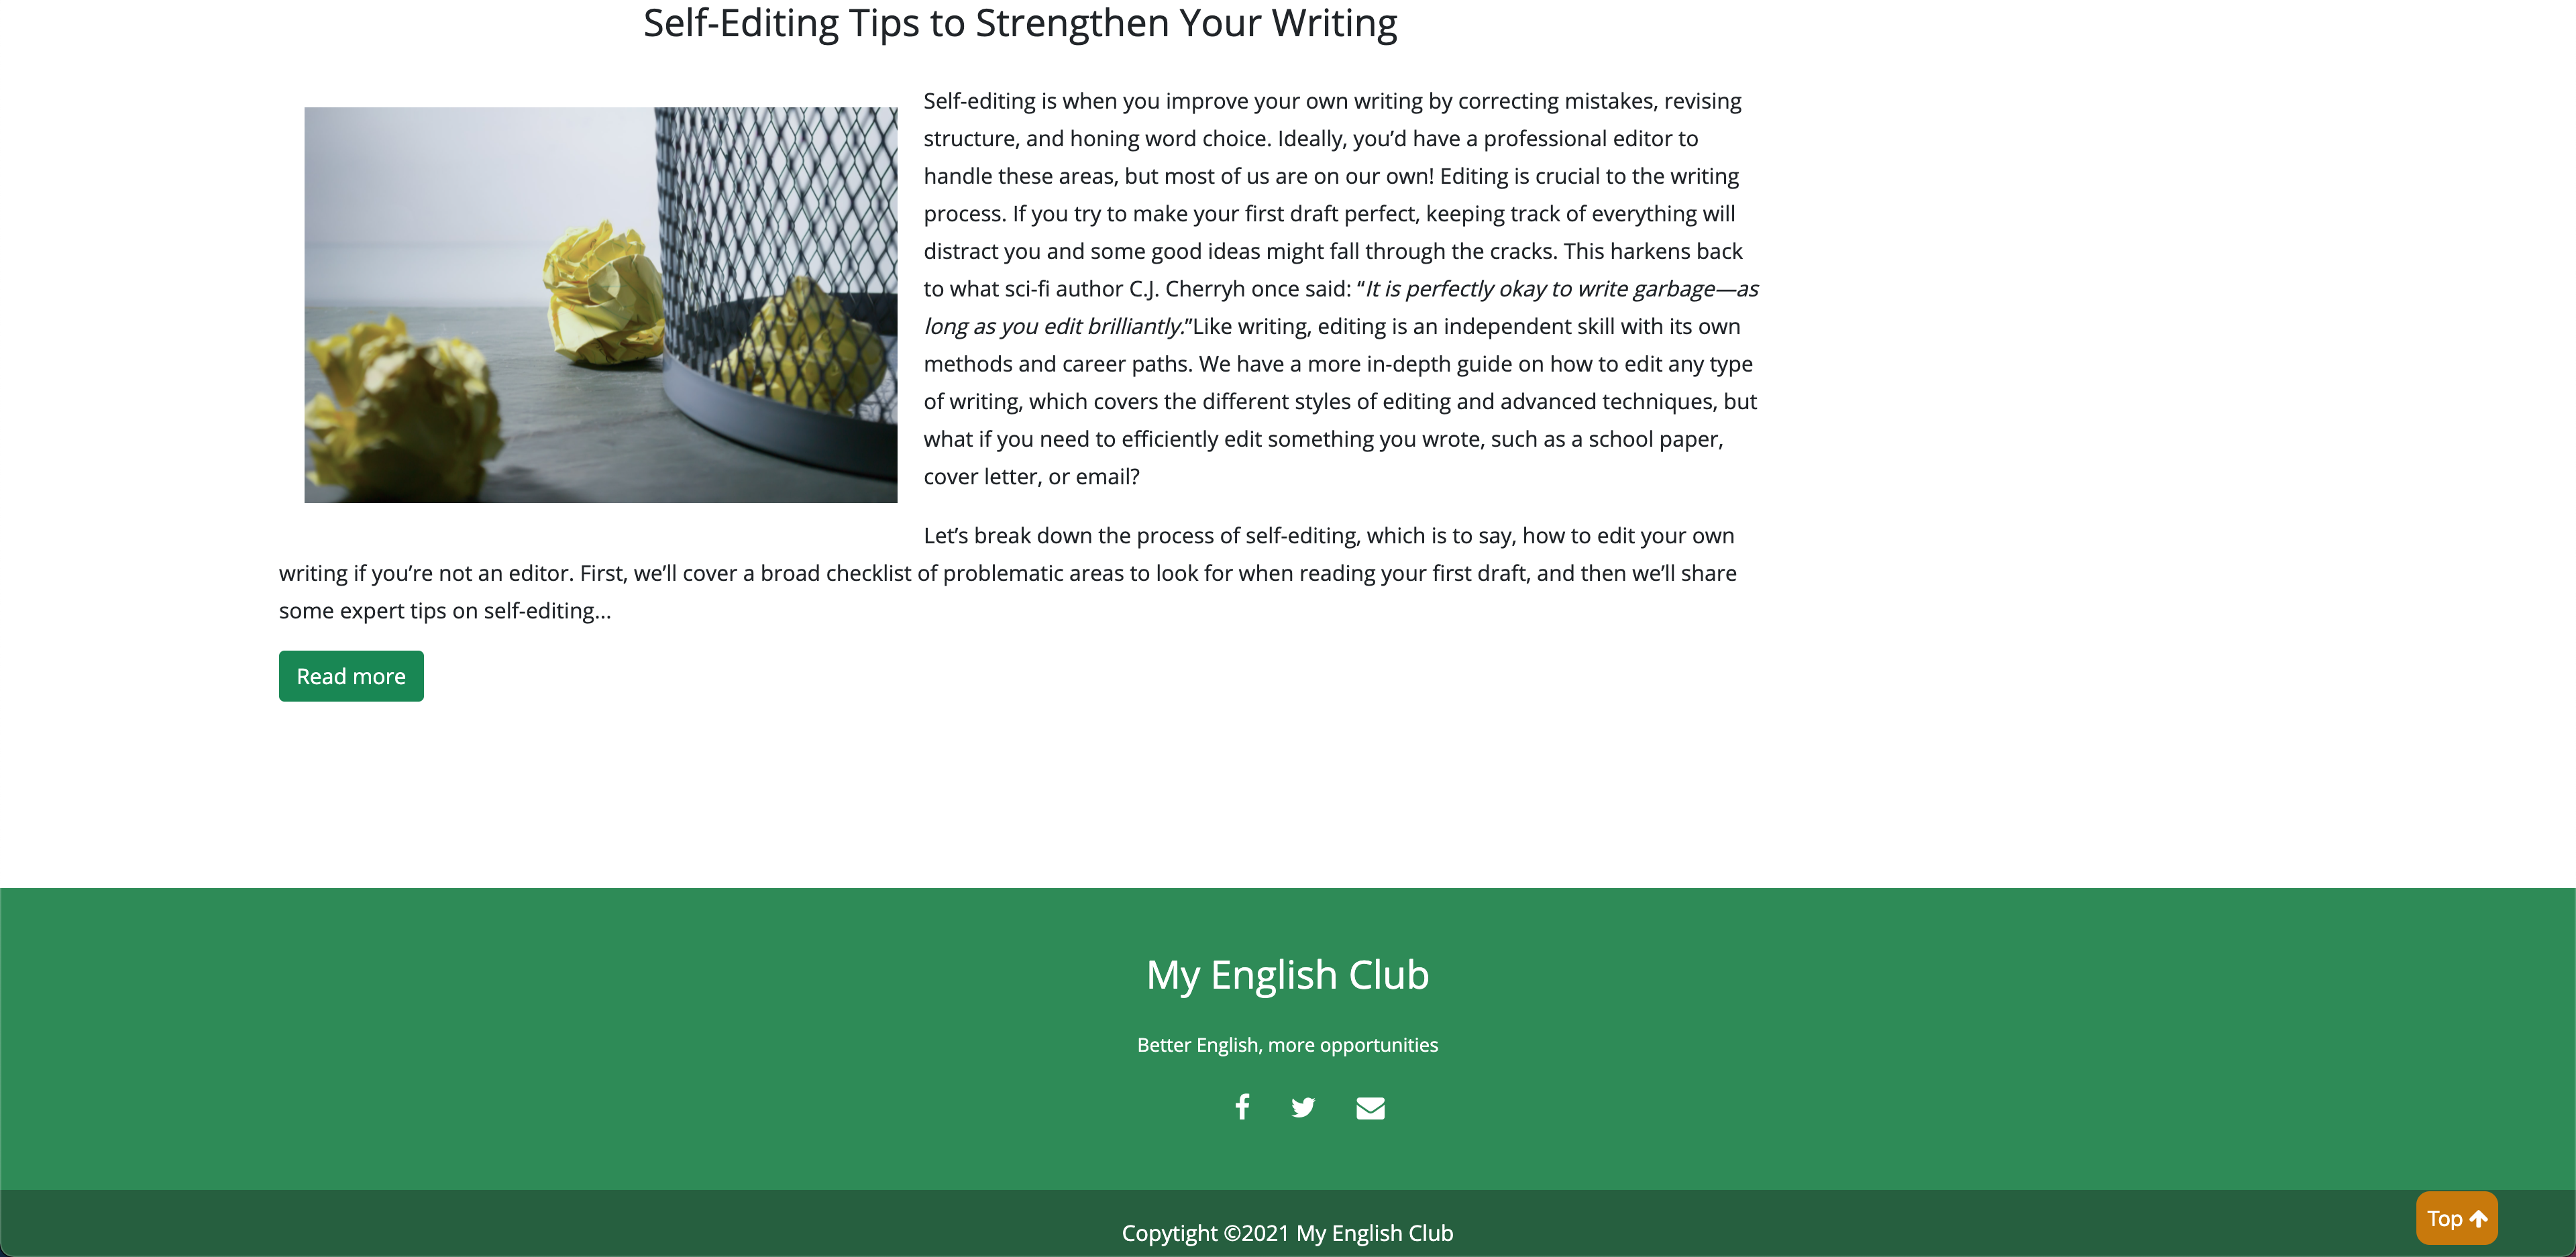 Self-Editing Tips to Strengthen Your Writing
Self-editing is when you improve your own writing by correcting mistakes, revising
structure, and honing word choice. Ideally, you’d have a professional editor to
handle these areas, but most of us are on our own! Editing is crucial to the writing
process. If you try to make your first draft perfect, keeping track of everything will
distract you and some good ideas might fall through the cracks. This harkens back
to what sci-fi author C.J. Cherryh once said: “It is perfectly okay to write garbage—as
long as you edit brilliantly.”Like writing, editing is an independent skill with its own
methods and career paths. We have a more in-depth guide on how to edit any type
of writing, which covers the different styles of editing and advanced techniques, but
what if you need to efficiently edit something you wrote, such as a school paper,
cover letter, or email?
Let’s break down the process of self-editing, which is to say, how to edit your own
writing if you’re not an editor. First, we’ll cover a broad checklist of problematic areas to look for when reading your first draft, and then we’ll share
some expert tips on self-editing...
Read more
My English Club
Better English, more opportunities
Copytight ©2021 My English Club
Top